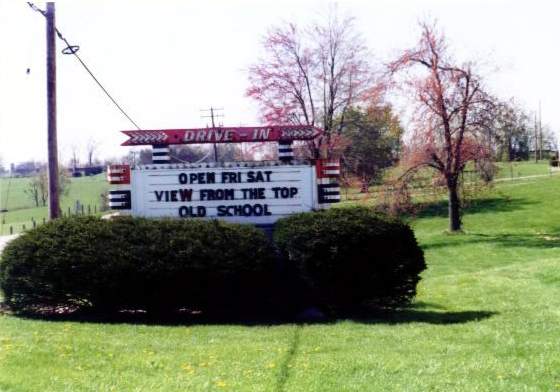 DRIVE-IN
OPEN FRI SAT
VIEW FROM THE TOP
OLD SCHOOL